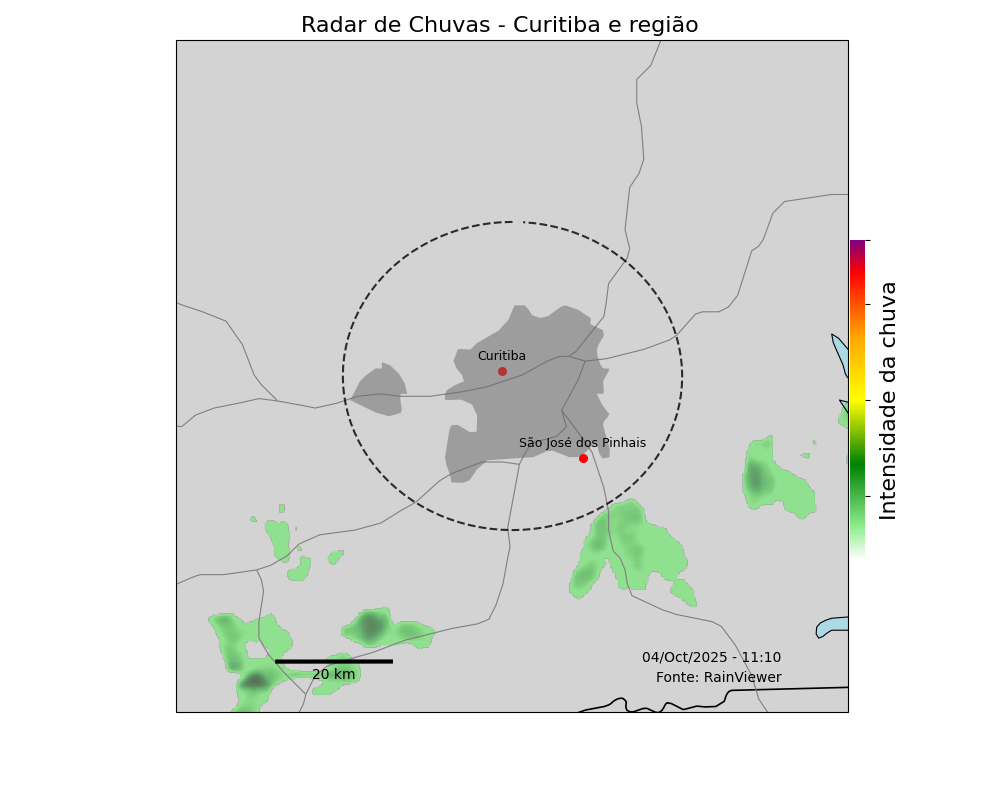 Radar de Chuvas - Curitiba e região
Curitiba
São José dos Pinhais
Intensidade da chuva
20 km
04/Oct/2025 - 11:10
Fonte: RainViewer